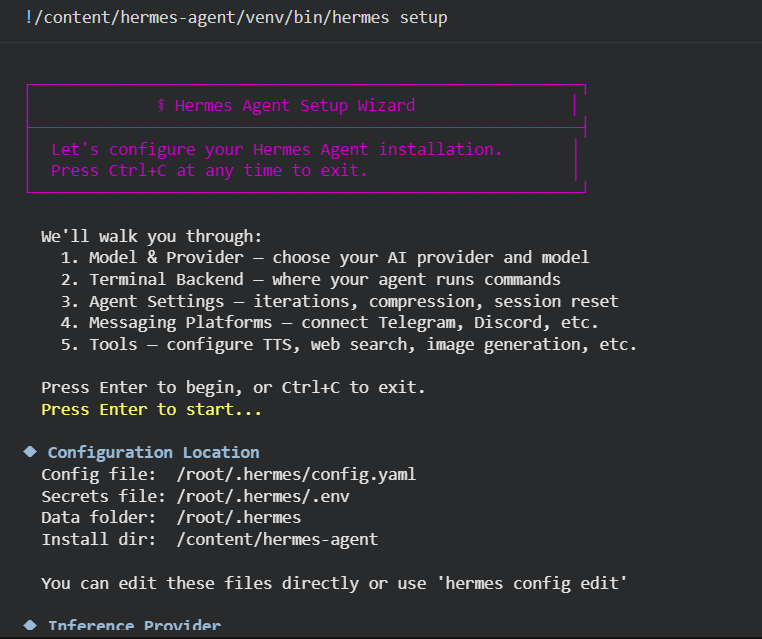 !/content/hermes-agent/venv/bin/hermes setup
⚕ Hermes Agent Setup Wizard
Let's configure your Hermes Agent installation.
Press Ctrl+C at any time to exit.
We'll walk you through:
1. Model & Provider — choose your AI provider and model
2. Terminal Backend — where your agent runs commands
3. Agent Settings — iterations, compression, session reset
4. Messaging Platforms — connect Telegram, Discord, etc.
5. Tools — configure TTS, web search, image generation, etc.
Press Enter to begin, or Ctrl+C to exit.
Press Enter to start...
◆ Configuration Location
Config file:  /root/.hermes/config.yaml
Secrets file: /root/.hermes/.env
Data folder:  /root/.hermes
Install dir:  /content/hermes-agent
You can edit these files directly or use 'hermes config edit'
◆ Inference Provider